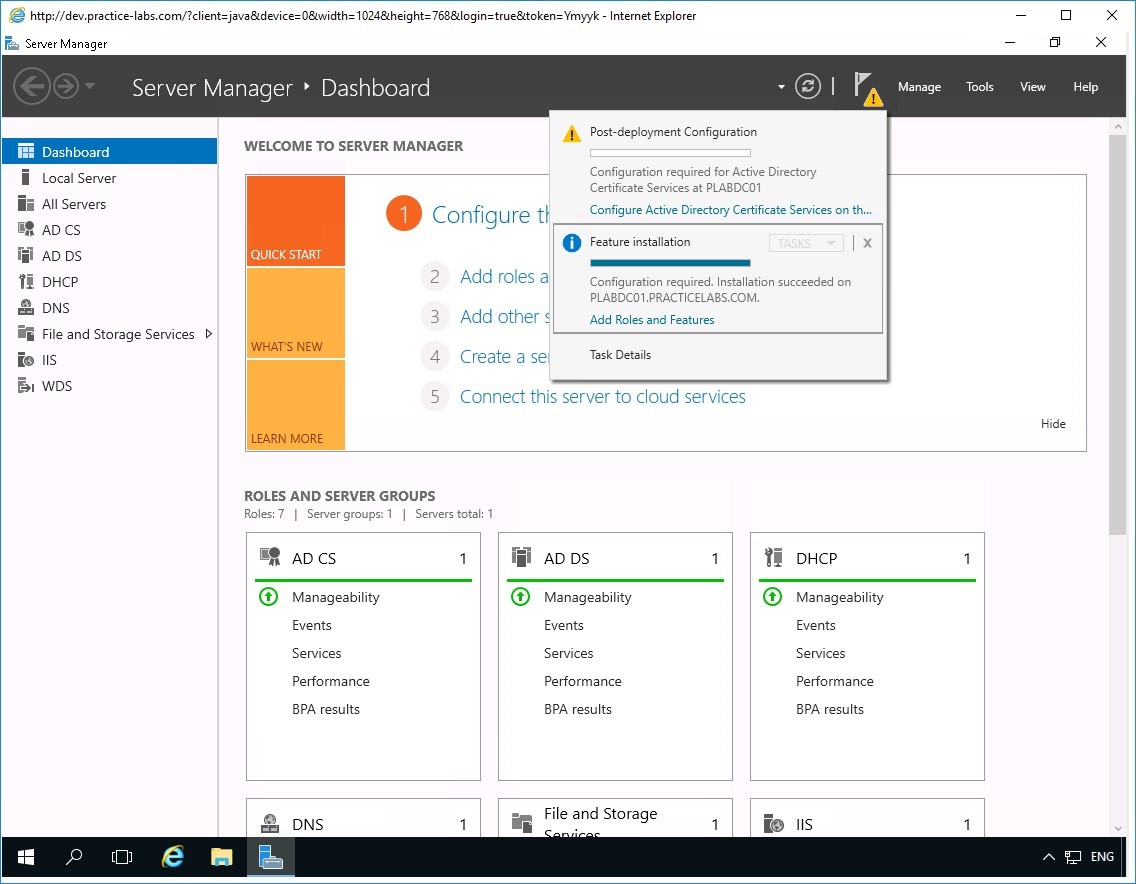 http://dev.practice-labs.com/?client=java&device=0&width=1024&height=768&login=true&token=Ymyyk - Internet Explorer
Server Manager
Server Manager ‣ Dashboard
Manage
Tools
View
Help
Dashboard
Local Server
All Servers
AD CS
AD DS
DHCP
DNS
File and Storage Services
IIS
WDS
WELCOME TO SERVER MANAGER
QUICK START
WHAT'S NEW
LEARN MORE
1 Configure th
2 Add roles a
3 Add other s
4 Create a se
5 Connect this server to cloud services
Hide
Post-deployment Configuration
Configuration required for Active Directory
Certificate Services at PLABDC01
Configure Active Directory Certificate Services on th...
Feature installation
TASKS
X
Configuration required. Installation succeeded on
PLABDC01.PRACTICELABS.COM.
Add Roles and Features
Task Details
ROLES AND SERVER GROUPS
Roles: 7 | Server groups: 1 | Servers total: 1
AD CS 1
Manageability
Events
Services
Performance
BPA results
AD DS 1
Manageability
Events
Services
Performance
BPA results
DHCP 1
Manageability
Events
Services
Performance
BPA results
DNS 1
File and Storage
Services
1
IIS 1
ENG